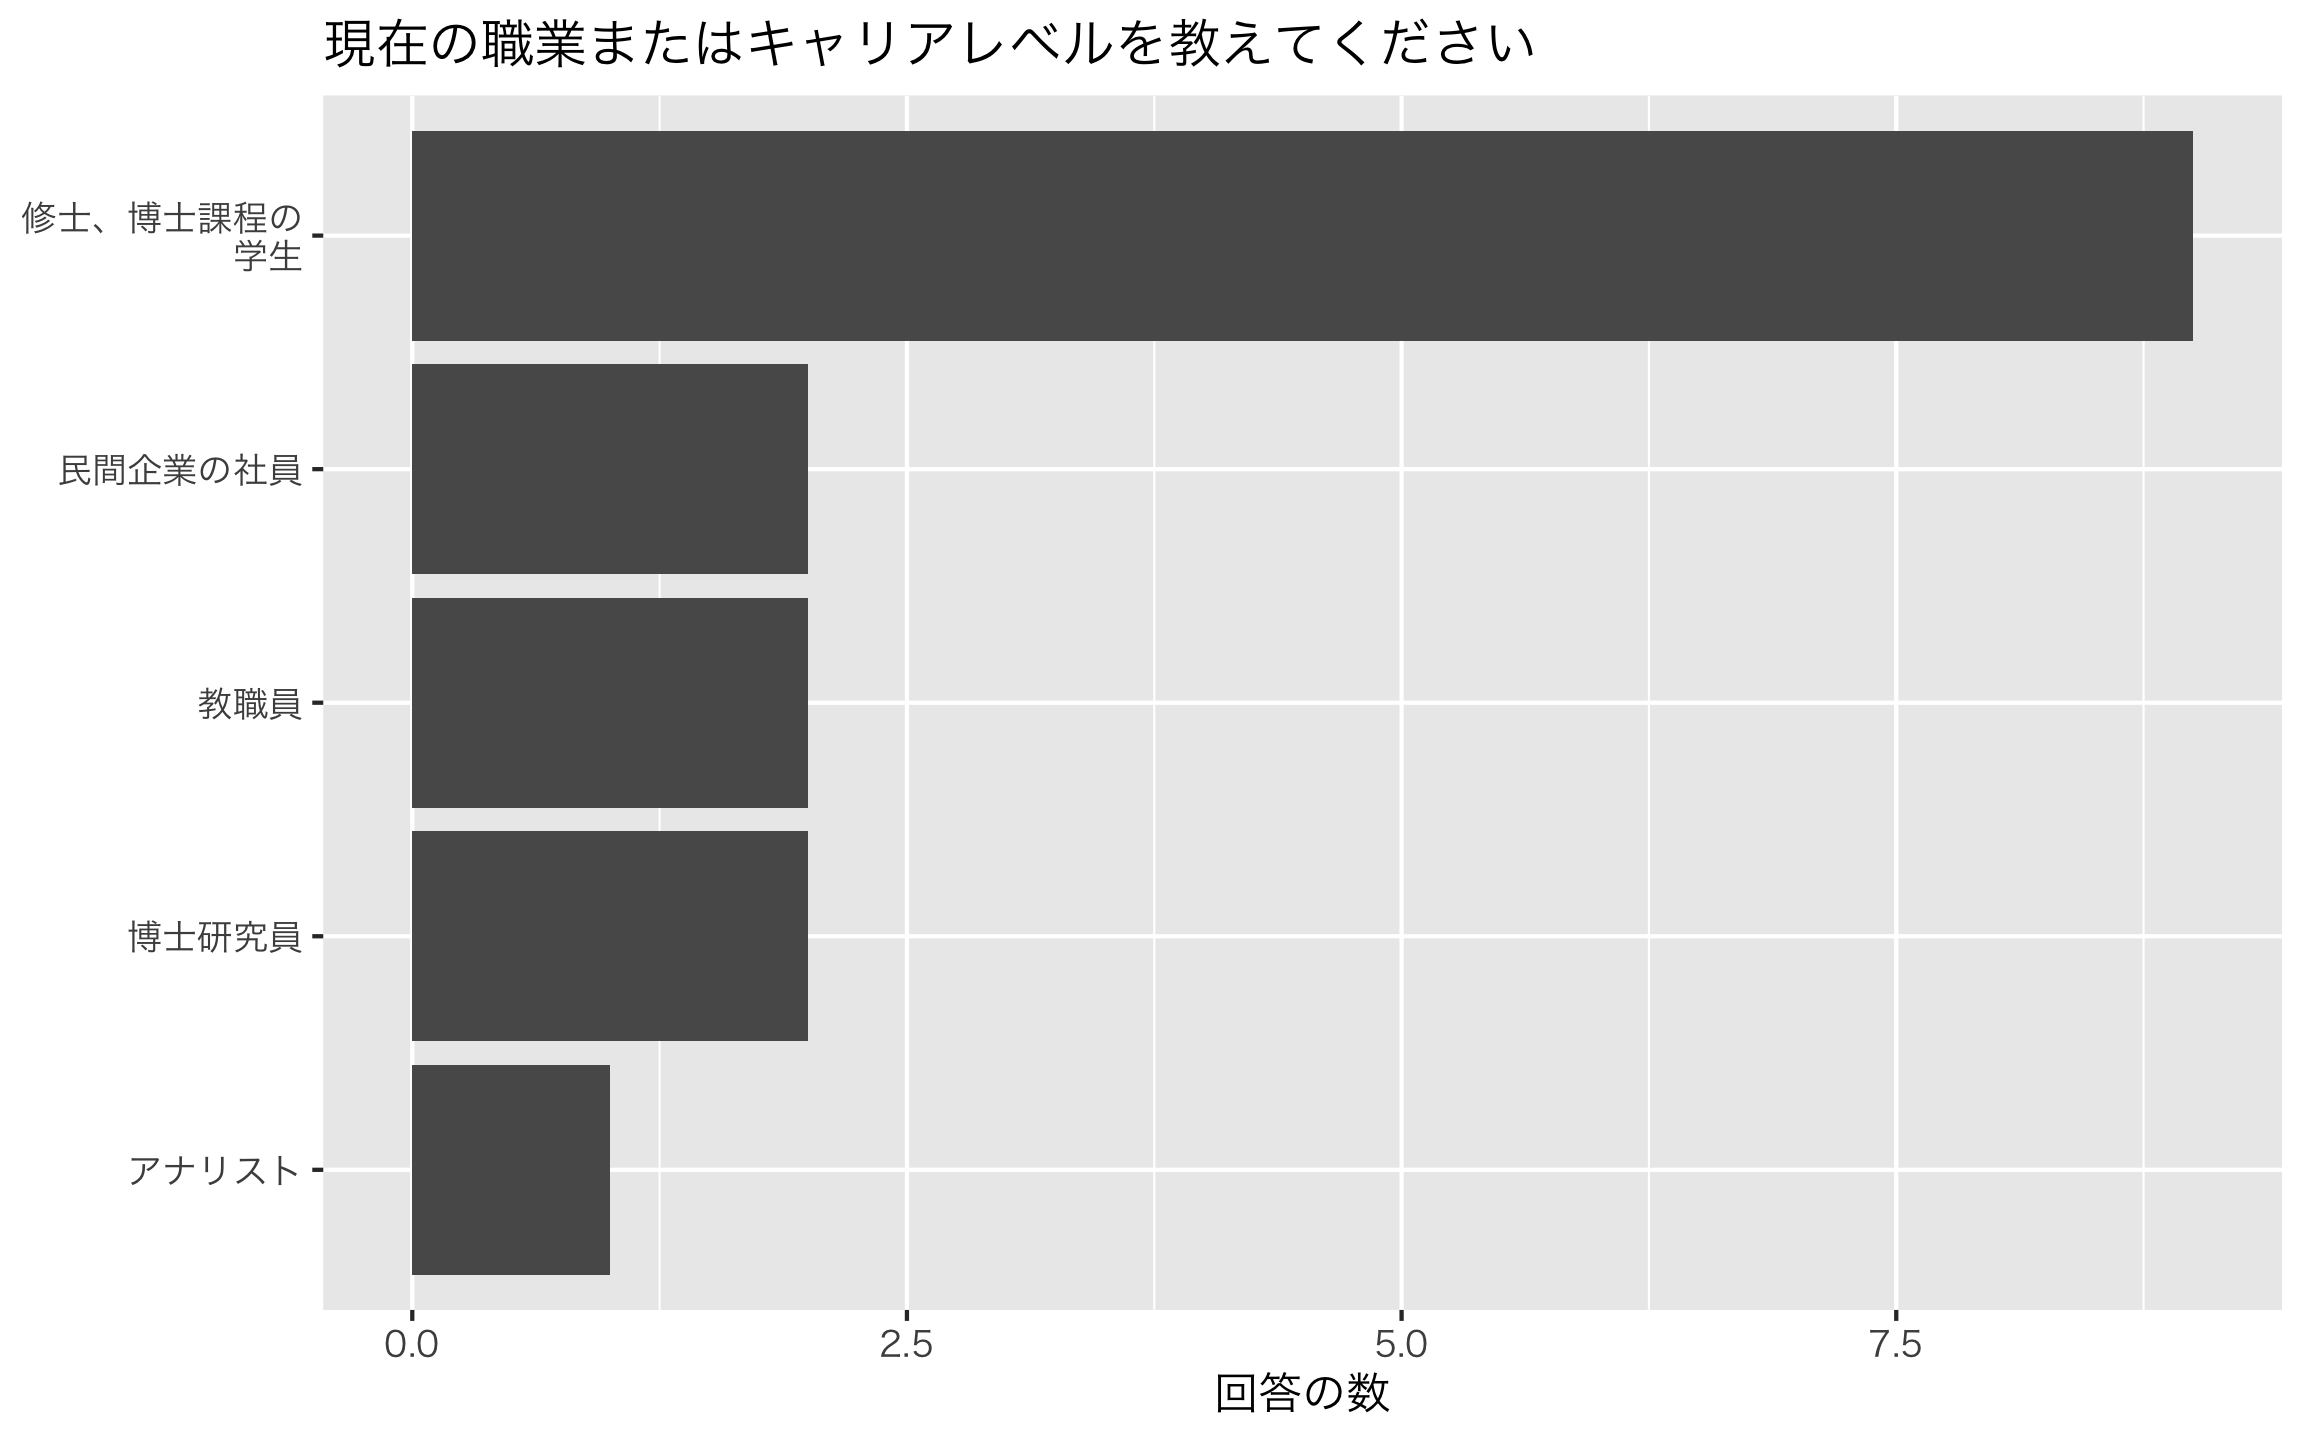 現在の職業またはキャリアレベルを教えてください
修士、博士課程の
学生
民間企業の社員
教職員
博士研究員
アナリスト
0.0 2.5 5.0 7.5
回答の数